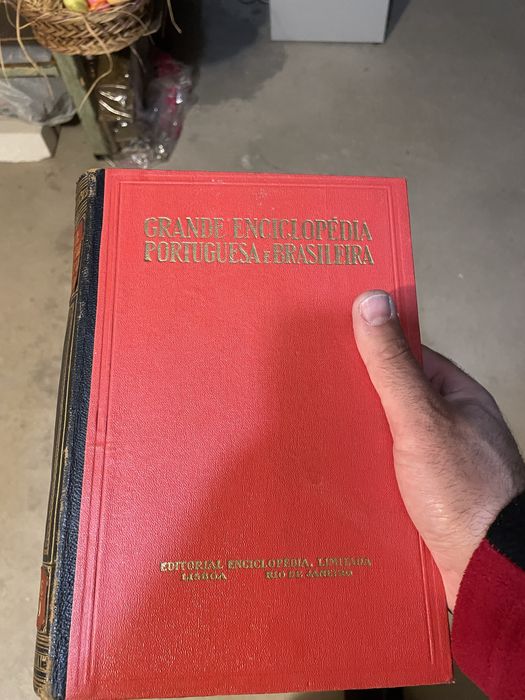 GRANDE ENCICLOPÉDIA
PORTUGUESA E BRASILEIRA
EDITORIAL ENCICLOPÉDIA, LIMITADA
LISBOA RIO DE JANEIRO